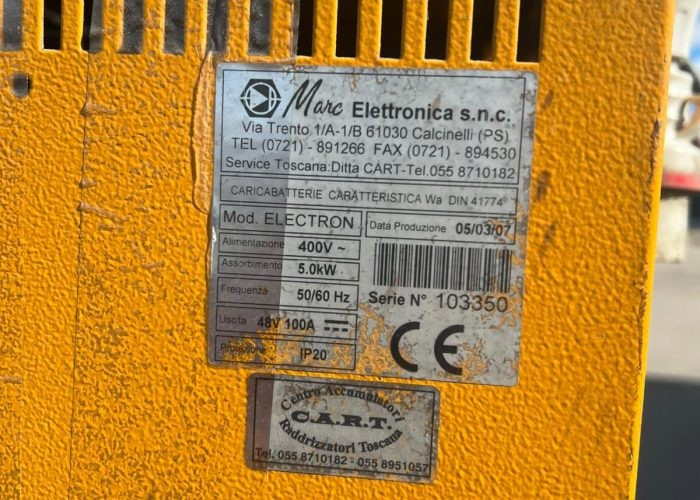 Marc Elettronica s.n.c.
Via Trento 1/A-1/B 61030 Calcinelli (PS)
TEL (0721) - 891266 FAX (0721) - 894530
Service Toscana:Ditta CART-Tel.055 8710182
CARICABATTERIE CARATTERISTICA Wa DIN 41774
Mod. ELECTRON
Data Produzione 05/03/07
Alimentazione 400V ~
Assorbimento 5.0kW
Frequenza 50/60 Hz
Serie N° 103350
Uscita 48V 100A
CE
Protezione IP20
Centro Accumulatori
C.A.R.T.
Raddrizzatori Toscana
Tel. 055 8710182 - 055 8951057